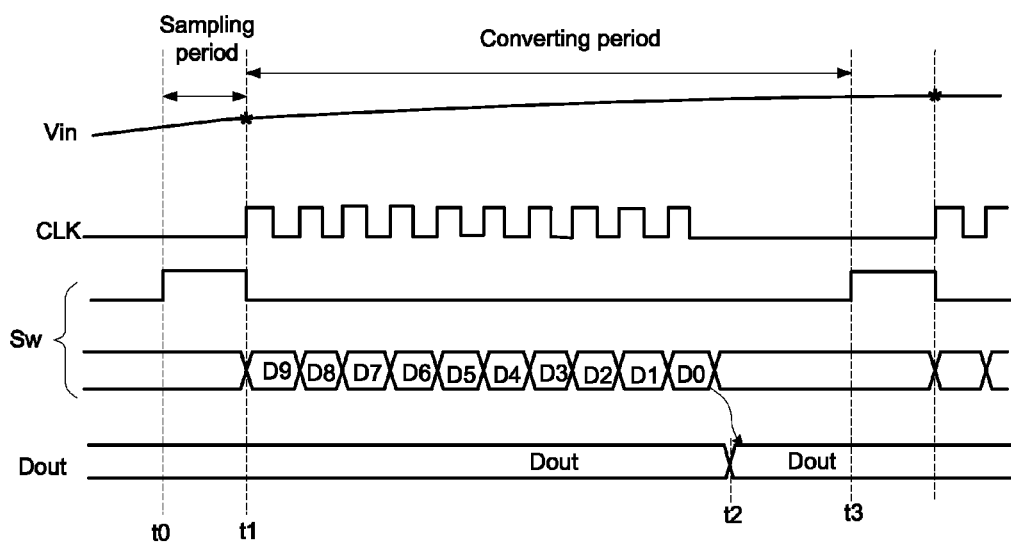 Sampling
period
Converting period
Vin
CLK
Sw
D9 D8 D7 D6 D5 D4 D3 D2 D1 D0
Dout Dout Dout
t0 t1 t2 t3